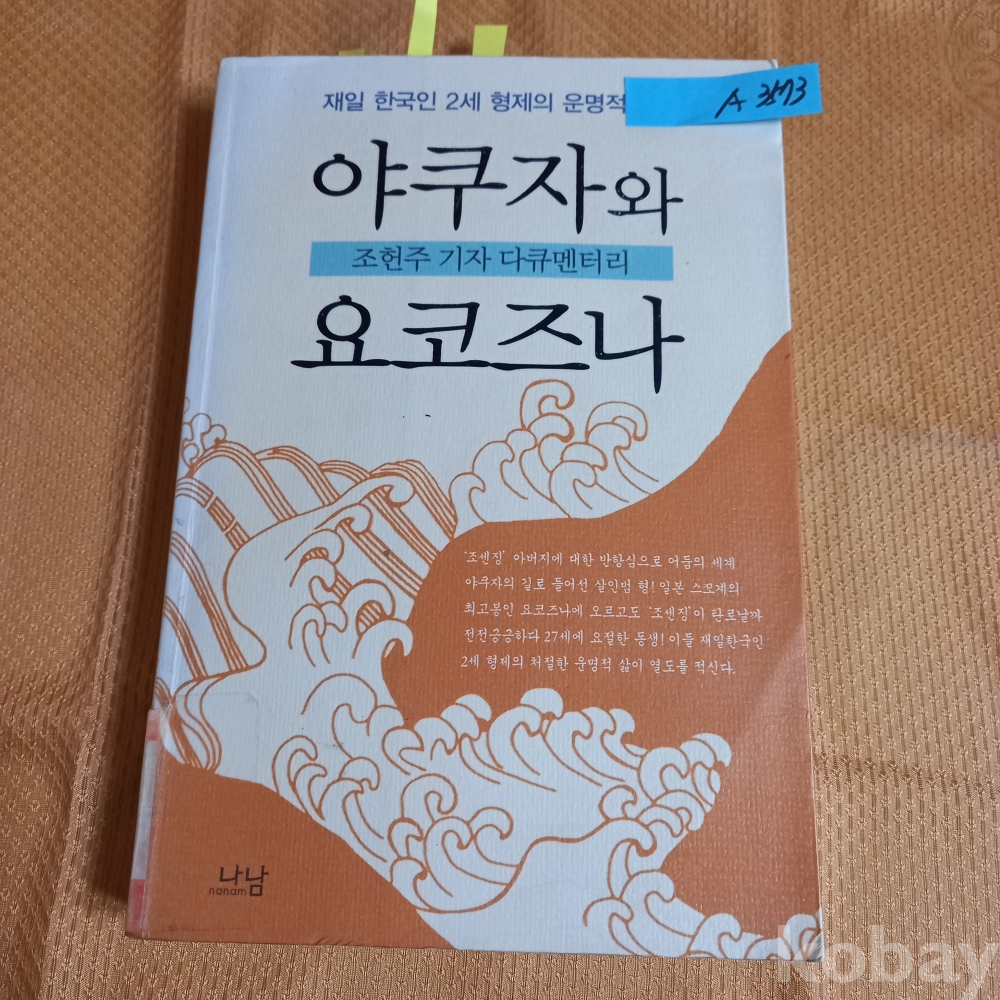 재일 한국인 2세 형제의 운명적
A 3573
야쿠자와
조헌주 기자 다큐멘터리
요코즈나
'조센징' 아버지에 대한 반항심으로 어둠의 세계
야쿠자의 길로 들어선 살인범 형! 일본 스모계의
최고봉인 요코즈나에 오르고도 '조센징'이 탄로날까
전전긍긍하다 27세에 요절한 동생! 이들 재일한국인
2세 형제의 처절한 운명적 삶이 열도를 적신다.
나남
nanam
Kobay